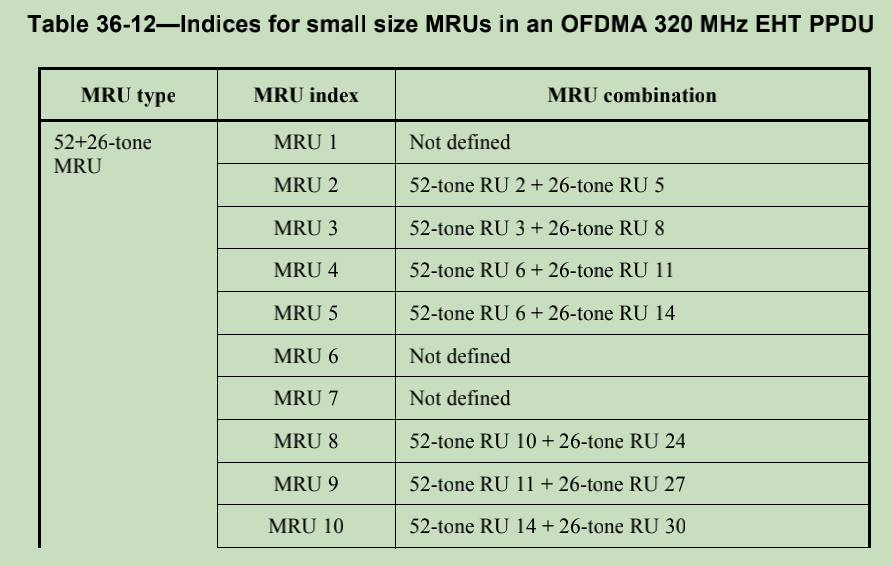 Table 36-12—Indices for small size MRUs in an OFDMA 320 MHz EHT PPDU
MRU type MRU index MRU combination
52+26-tone MRU 1 Not defined
MRU
MRU 2 52-tone RU 2 + 26-tone RU 5
MRU 3 52-tone RU 3 + 26-tone RU 8
MRU 4 52-tone RU 6 + 26-tone RU 11
MRU 5 52-tone RU 6 + 26-tone RU 14
MRU 6 Not defined
MRU 7 Not defined
MRU 8 52-tone RU 10 + 26-tone RU 24
MRU 9 52-tone RU 11 + 26-tone RU 27
MRU 10 52-tone RU 14 + 26-tone RU 30